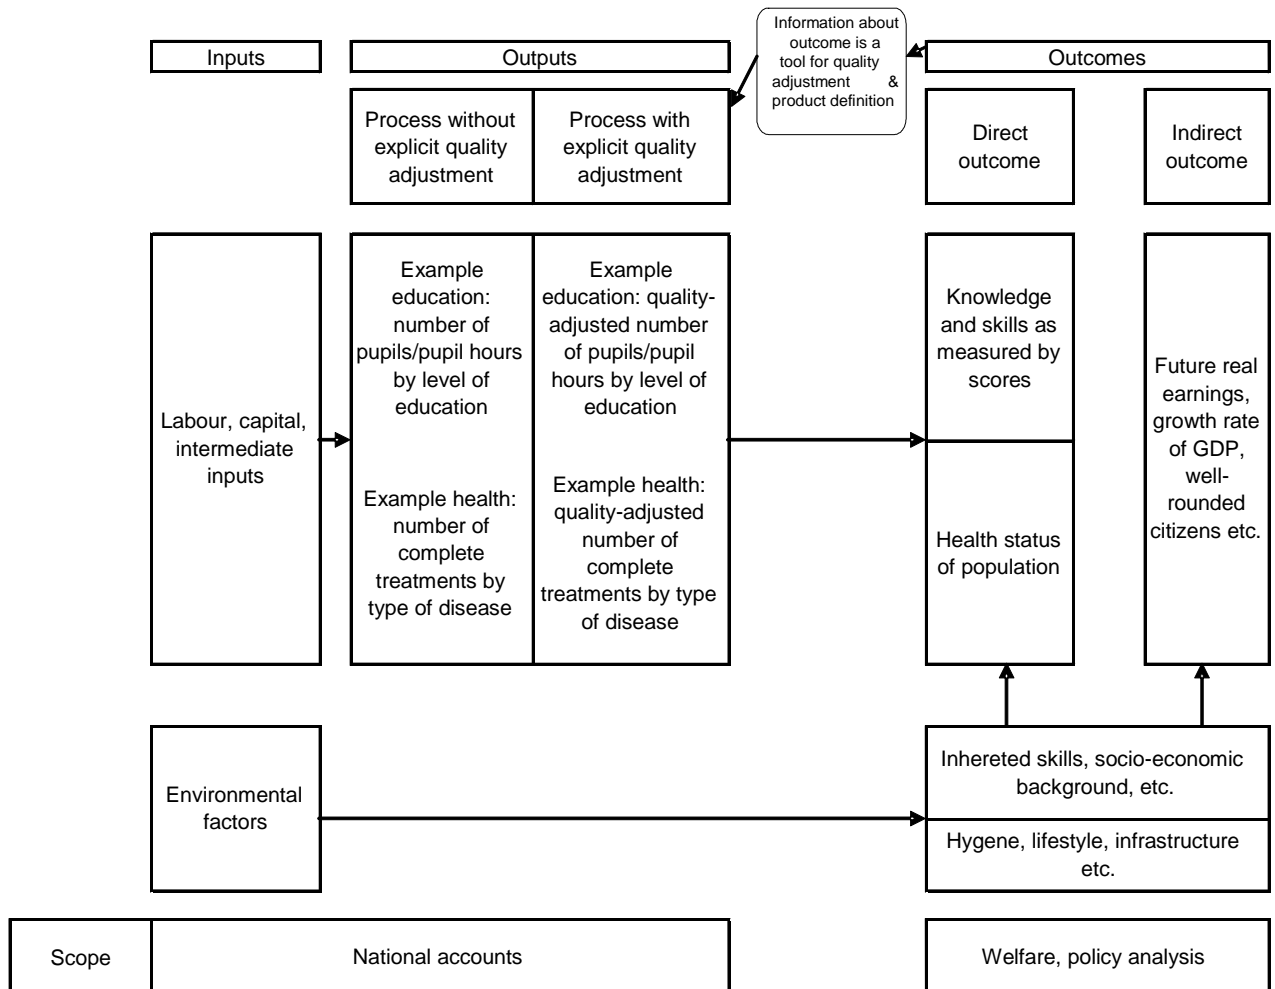 Information about
outcome is a
tool for quality
adjustment &
product definition
Inputs
Outputs
Outcomes
Process without
explicit quality
adjustment
Process with
explicit quality
adjustment
Direct
outcome
Indirect
outcome
Labour, capital,
intermediate
inputs
Example
education:
number of
pupils/pupil hours
by level of
education
Example health:
number of
complete
treatments by
type of disease
Example
education: quality-
adjusted number
of pupils/pupil
hours by level of
education
Example health:
quality-adjusted
number of
complete
treatments by type
of disease
Knowledge
and skills as
measured by
scores
Health status
of population
Future real
earnings,
growth rate
of GDP,
well-
rounded
citizens etc.
Environmental
factors
Inhereted skills, socio-economic
background, etc.
Hygene, lifestyle, infrastructure
etc.
Scope
National accounts
Welfare, policy analysis